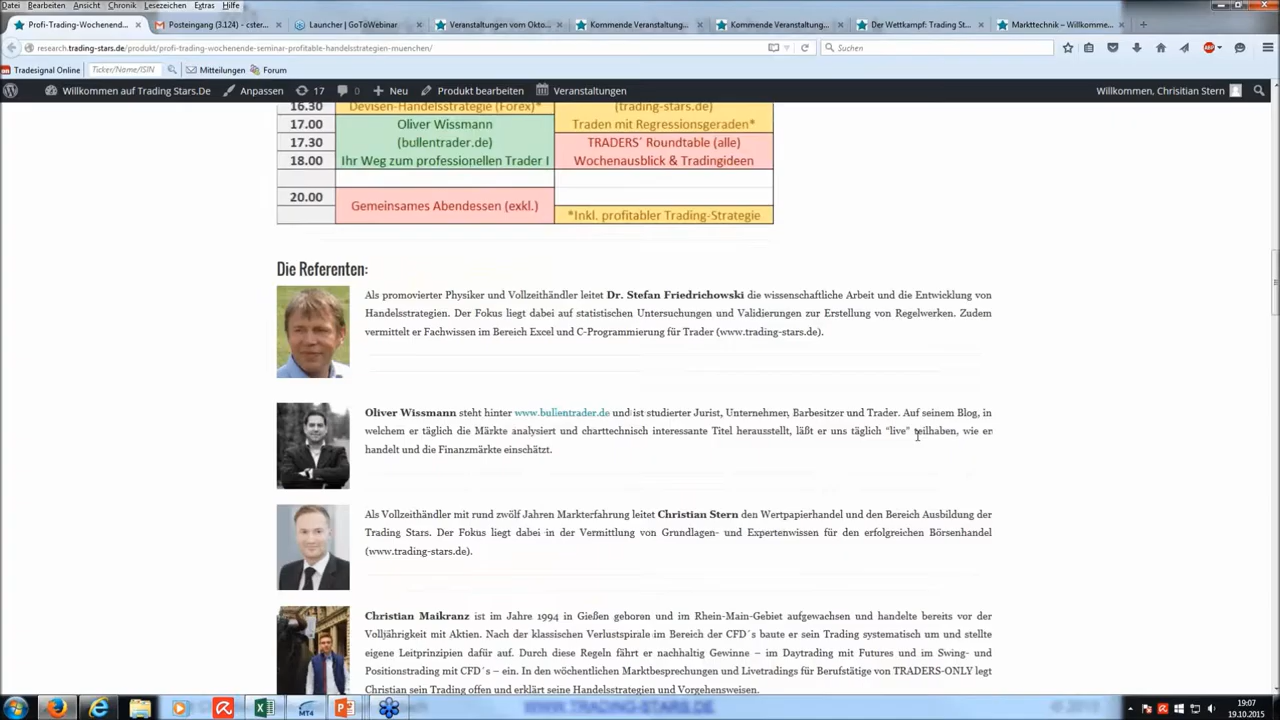 Datei Bearbeiten Ansicht Chronik Lesezeichen Extras Hilfe
Profi-Trading-Wochenend... Posteingang (3.124) - cster... Launcher | GoToWebinar Veranstaltungen vom Okto... Kommende Veranstaltung... Kommende Veranstaltung... Der Wettkampf: Trading St... Markttechnik – Willkomme...
research.trading-stars.de/produkt/profi-trading-wochenende-seminar-profitable-handelsstrategien-muenchen/ Suchen
Tradesignal Online Ticker/Name/ISIN Mitteilungen Forum
Willkommen auf Trading Stars.De Anpassen 17 0 Neu Produkt bearbeiten Veranstaltungen Willkommen, Chrisitian Stern
16.30 Devisen-Handelsstrategie (Forex)* (trading-stars.de)
17.00 Oliver Wissmann Traden mit Regressionsgeraden*
17.30 (bullentrader.de) TRADERS´ Roundtable (alle)
18.00 Ihr Weg zum professionellen Trader I Wochenausblick & Tradingideen
20.00 Gemeinsames Abendessen (exkl.)
*Inkl. profitabler Trading-Strategie
Die Referenten:
Als promovierter Physiker und Vollzeithändler leitet Dr. Stefan Friedrichowski die wissenschaftliche Arbeit und die Entwicklung von
Handelsstrategien. Der Fokus liegt dabei auf statistischen Untersuchungen und Validierungen zur Erstellung von Regelwerken. Zudem
vermittelt er Fachwissen im Bereich Excel und C-Programmierung für Trader (www.trading-stars.de).
Oliver Wissmann steht hinter www.bullentrader.de und ist studierter Jurist, Unternehmer, Barbesitzer und Trader. Auf seinem Blog, in
welchem er täglich die Märkte analysiert und charttechnisch interessante Titel herausstellt, läßt er uns täglich "live" teilhaben, wie er
handelt und die Finanzmärkte einschätzt.
Als Vollzeithändler mit rund zwölf Jahren Markterfahrung leitet Christian Stern den Wertpapierhandel und den Bereich Ausbildung der
Trading Stars. Der Fokus liegt dabei in der Vermittlung von Grundlagen- und Expertenwissen für den erfolgreichen Börsenhandel
(www.trading-stars.de).
Christian Maikranz ist im Jahre 1994 in Gießen geboren und im Rhein-Main-Gebiet aufgewachsen und handelte bereits vor der
Volljährigkeit mit Aktien. Nach der klassischen Verlustspirale im Bereich der CFD´s baute er sein Trading systematisch um und stellte
eigene Leitprinzipien dafür auf. Durch diese Regeln fährt er nachhaltig Gewinne – im Daytrading mit Futures und im Swing- und
Positionstrading mit CFD´s – ein. In den wöchentlichen Marktbesprechungen und Livetradings für Berufstätige von TRADERS-ONLY legt
Christian sein Trading offen und erklärt seine Handelsstrategien und Vorgehensweisen.
WWW.TRADING-STARS.DE
MT4
19:07
19.10.2015